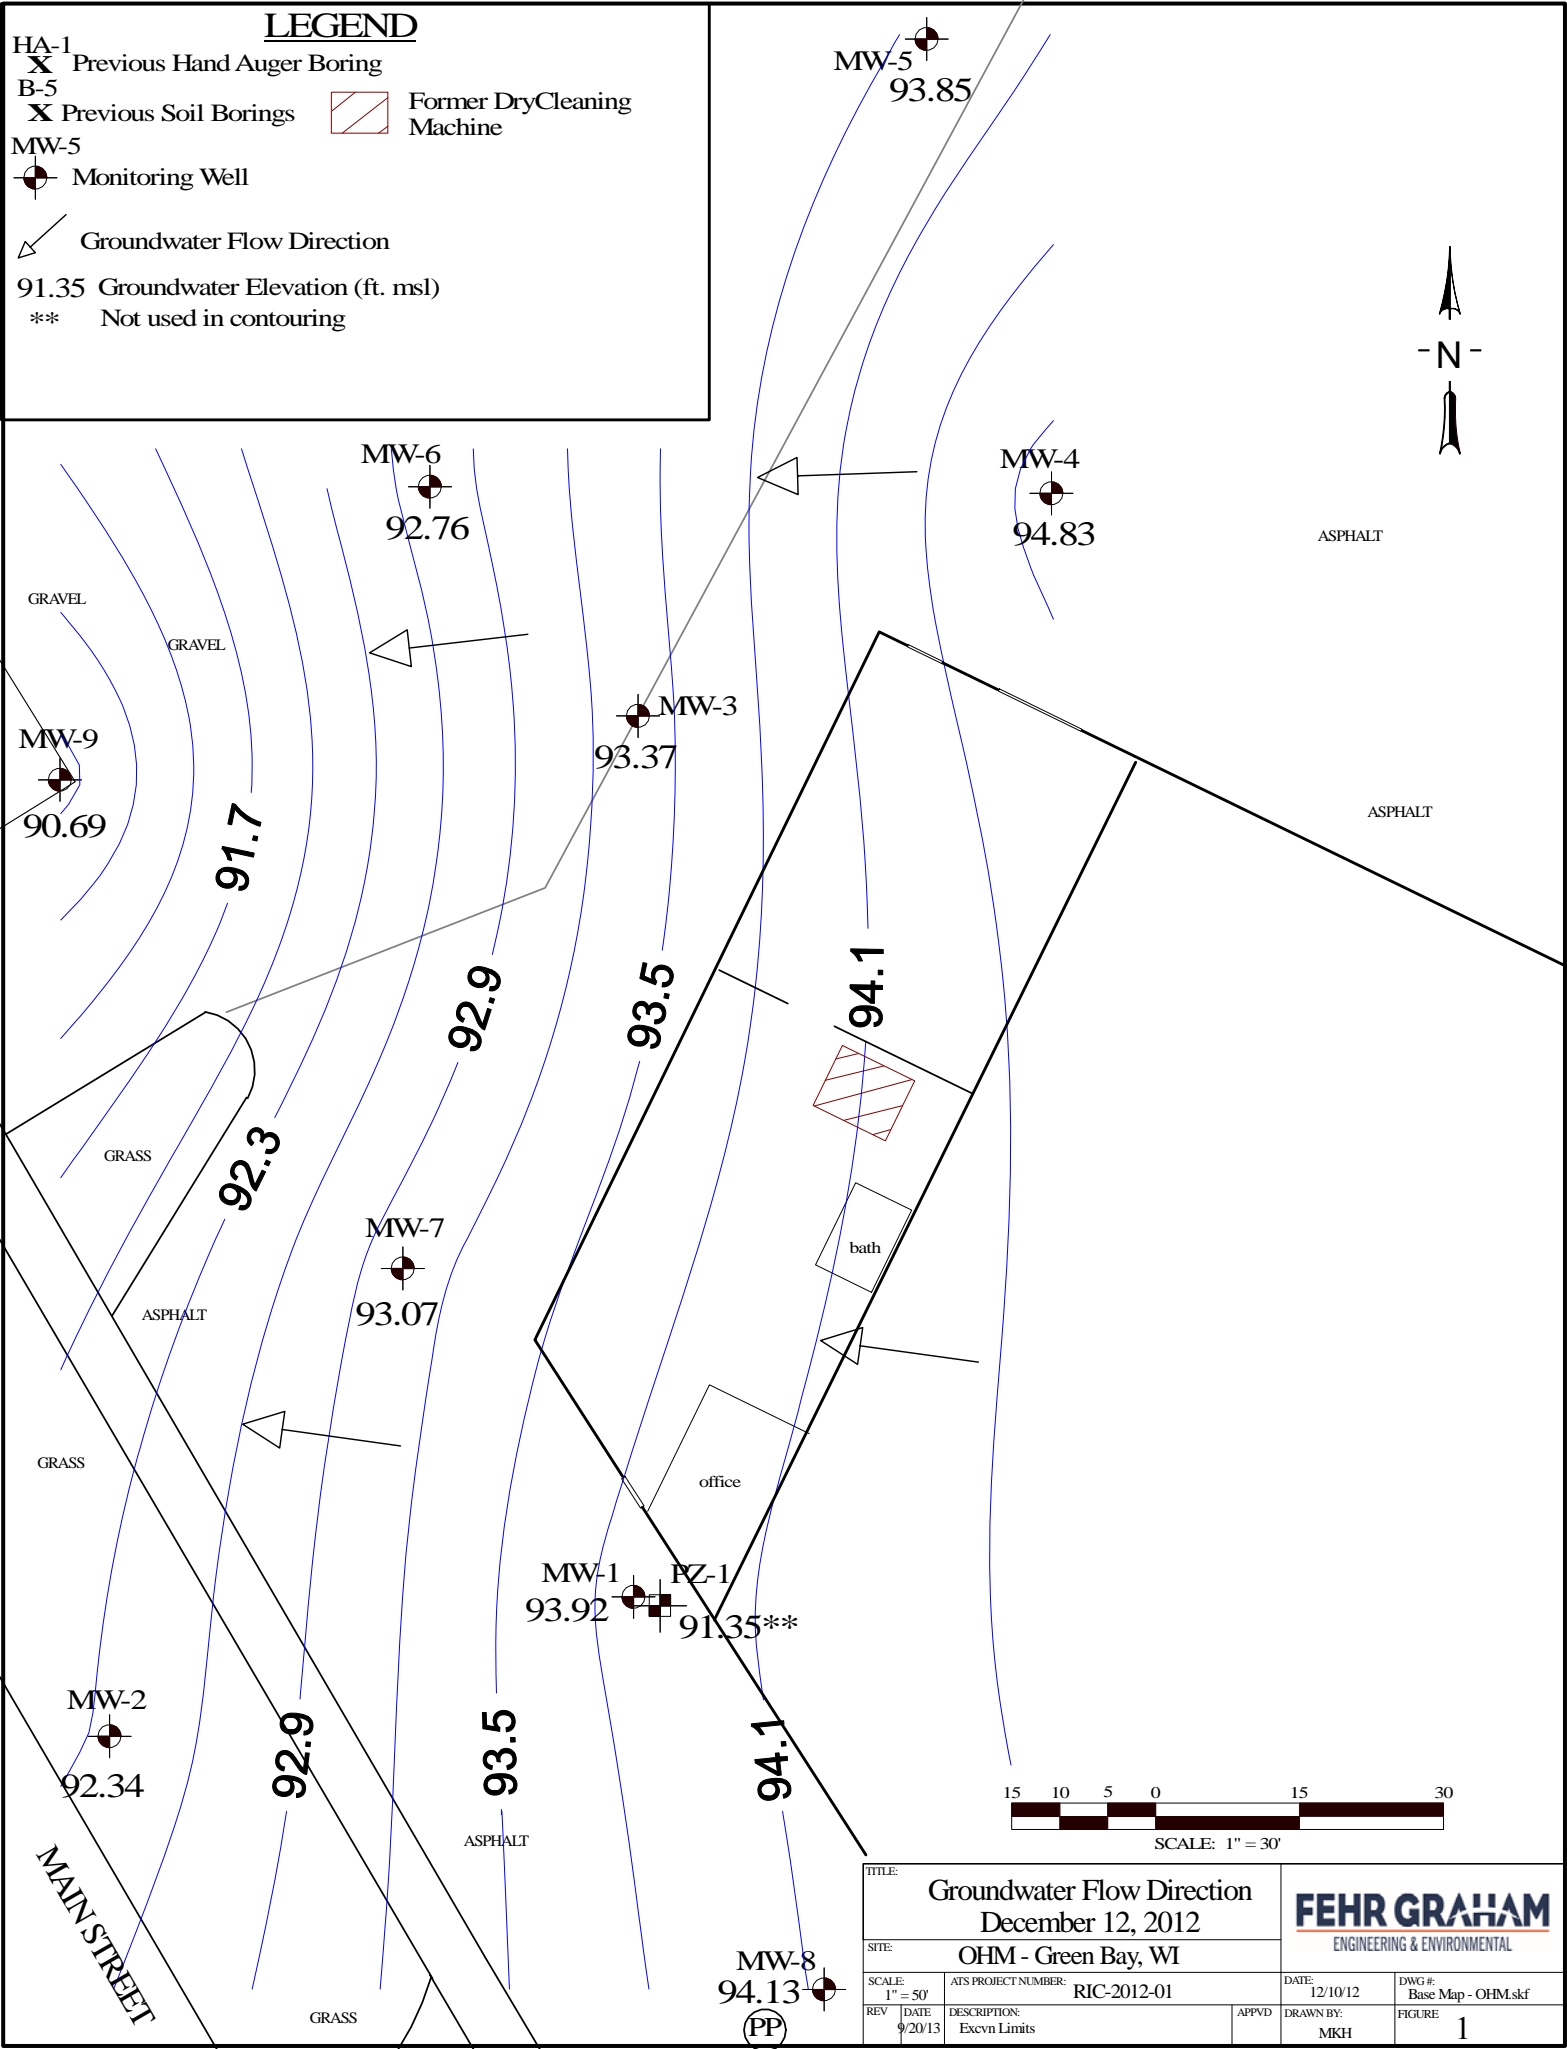 LEGEND
HA-1
X Previous Hand Auger Boring
B-5
X Previous Soil Borings
Former DryCleaning
Machine
MW-5
Monitoring Well
Groundwater Flow Direction
91.35 Groundwater Elevation (ft. msl)
** Not used in contouring
MW-5
93.85
-N-
MW-6
92.76
MW-4
94.83
ASPHALT
GRAVEL
GRAVEL
MW-3
93.37
MW-9
90.69
ASPHALT
91.7
92.9
93.5
94.1
GRASS
92.3
MW-7
93.07
bath
ASPHALT
GRASS
office
MW-1
93.92
PZ-1
91.35**
MW-2
92.34
92.9
93.5
94.1
ASPHALT
MAIN STREET
GRASS
MW-8
94.13
PP
15 10 5 0 15 30
SCALE: 1" = 30'
TITLE:
Groundwater Flow Direction
December 12, 2012
FEHR GRAHAM
ENGINEERING & ENVIRONMENTAL
SITE:
OHM - Green Bay, WI
SCALE:
1" = 50'
ATS PROJECT NUMBER:
RIC-2012-01
DATE:
12/10/12
DWG #:
Base Map - OHM.skf
REV
DATE
9/20/13
DESCRIPTION:
Excvn Limits
APPVD
DRAWN BY:
MKH
FIGURE
1